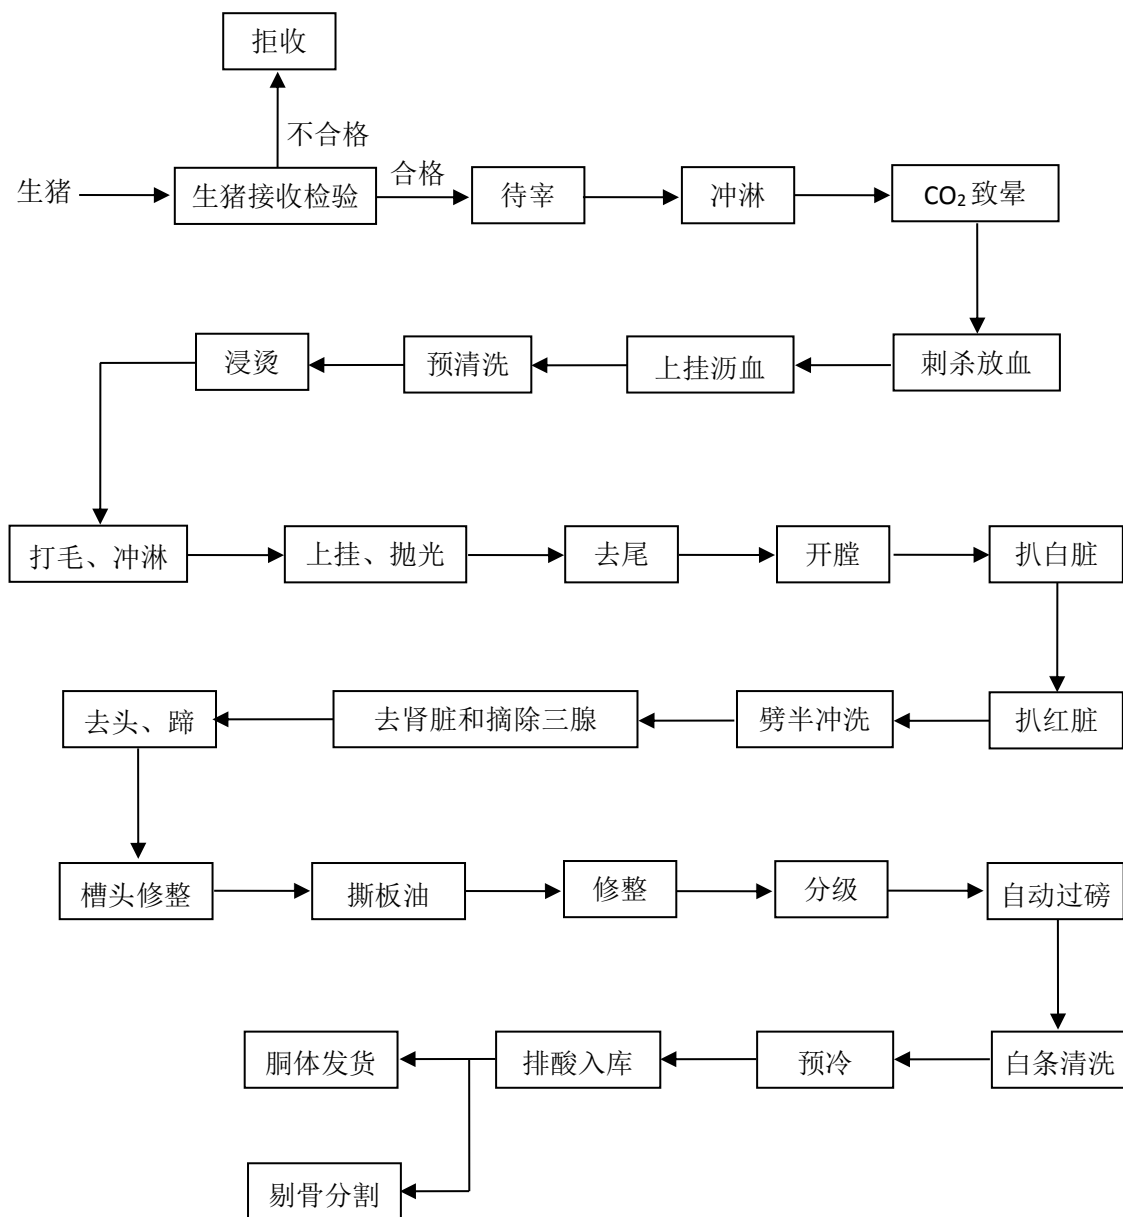 拒收
不合格
生猪
生猪接收检验
合格
待宰
冲淋
CO₂致晕
刺杀放血
上挂沥血
预清洗
浸烫
打毛、冲淋
上挂、抛光
去尾
开膛
扒白脏
扒红脏
劈半冲洗
去肾脏和摘除三腺
去头、蹄
槽头修整
撕板油
修整
分级
自动过磅
白条清洗
预冷
排酸入库
胴体发货
剔骨分割